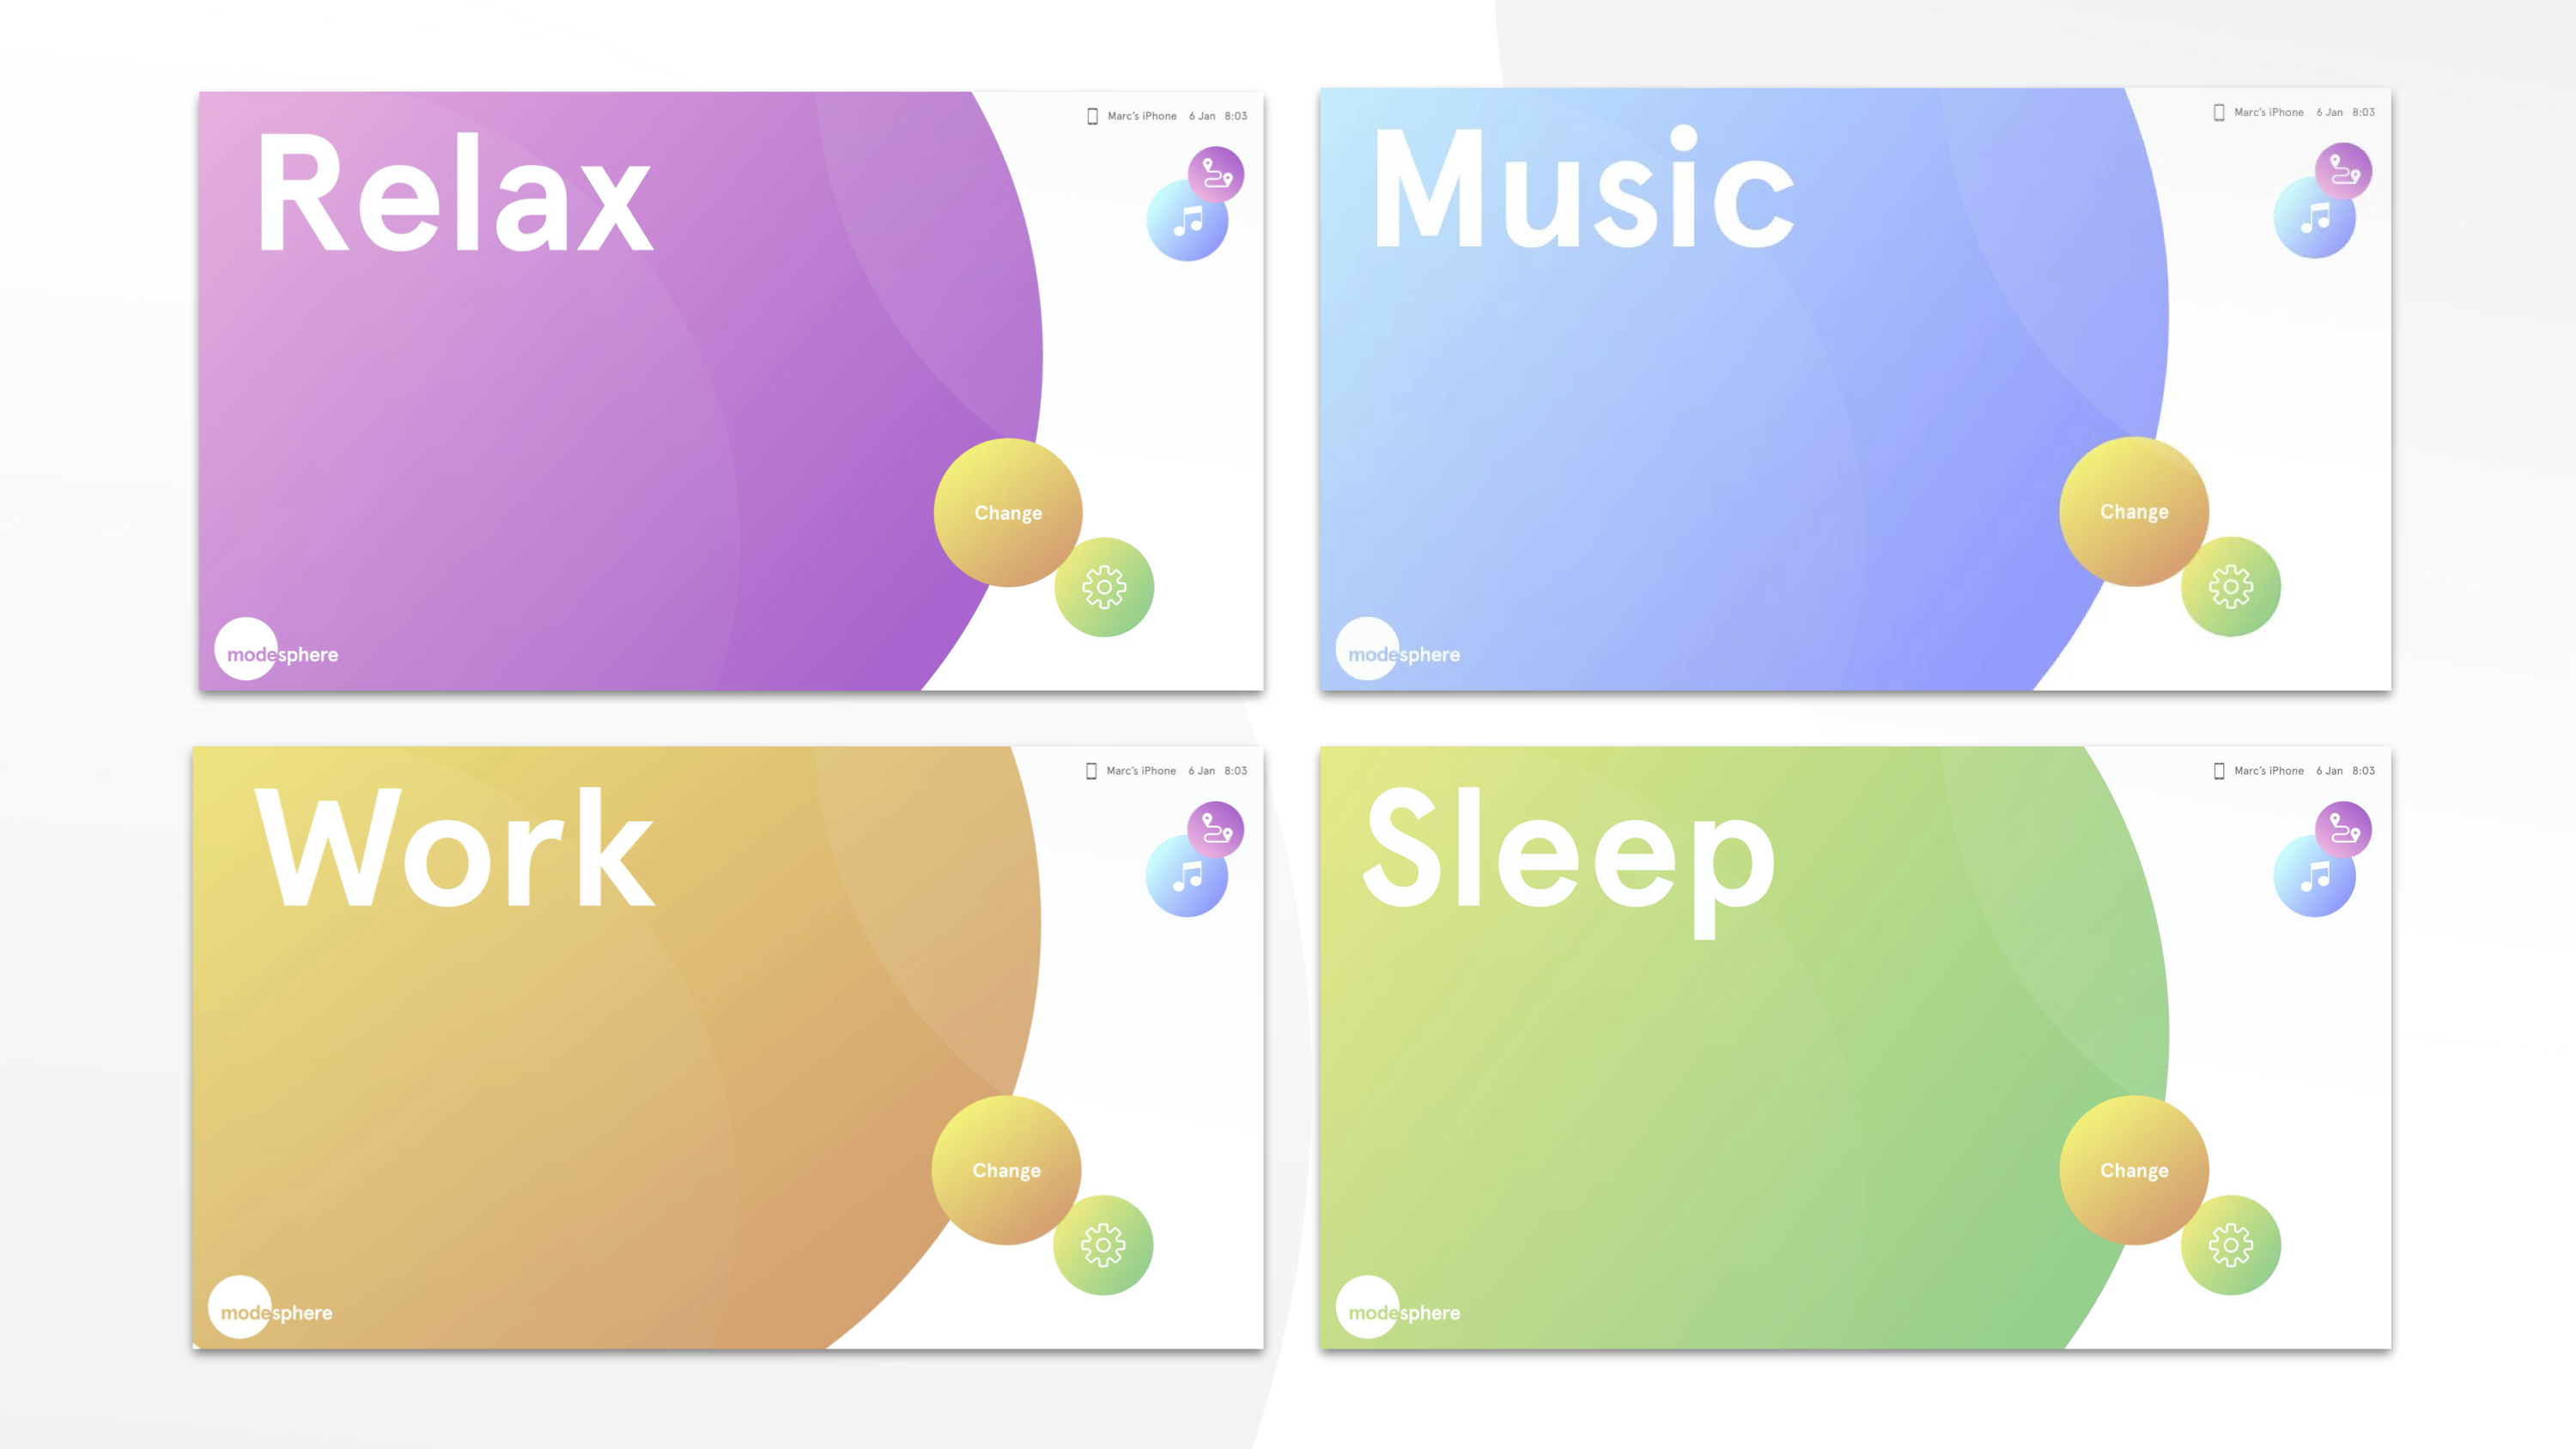 Relax
Marc's iPhone 6 Jan 8:03
Change
modesphere
Music
Marc's iPhone 6 Jan 8:03
Change
modesphere
Work
Marc's iPhone 6 Jan 8:03
Change
modesphere
Sleep
Marc's iPhone 6 Jan 8:03
Change
modesphere